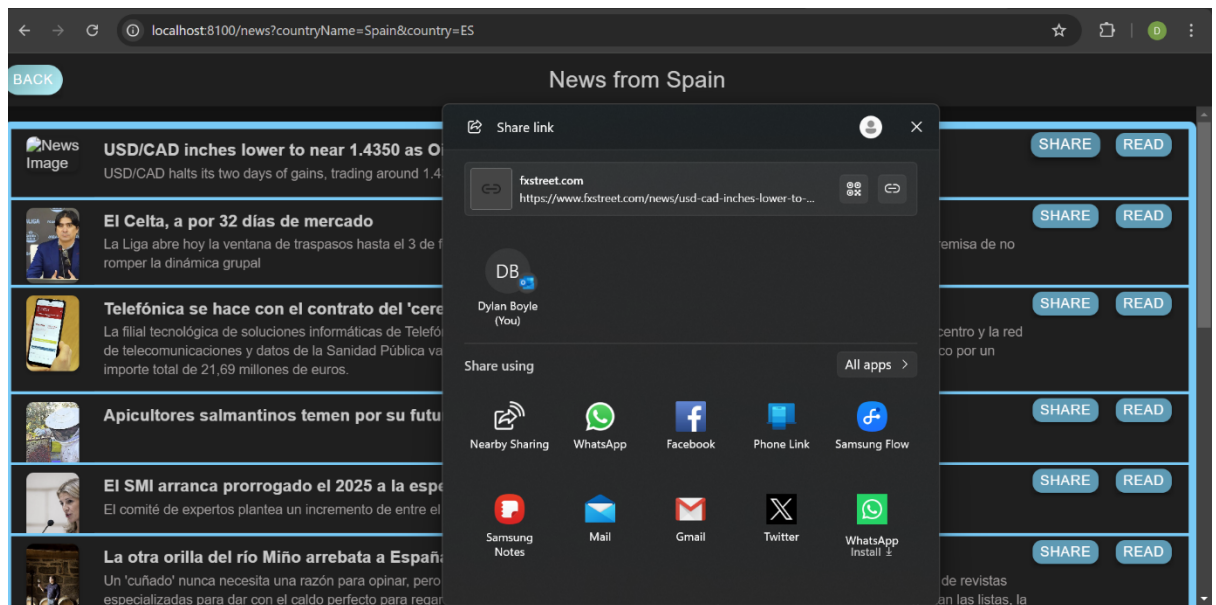 localhost:8100/news?countryName=Spain&country=ES
D
BACK
News from Spain
Share link
fxstreet.com
https://www.fxstreet.com/news/usd-cad-inches-lower-to-...
DB
Dylan Boyle
(You)
Share using
All apps
Nearby Sharing
WhatsApp
Facebook
Phone Link
Samsung Flow
Samsung
Notes
Mail
Gmail
Twitter
WhatsApp
Install
News
Image
USD/CAD inches lower to near 1.4350 as
USD/CAD halts its two days of gains, trading around
SHARE READ
El Celta, a por 32 días de mercado
La Liga abre hoy la ventana de traspasos hasta el 3 de
remisa de no
romper la dinámica grupal
SHARE READ
Telefónica se hace con el contrato del
La filial tecnológica de soluciones informáticas de
centro y la red
de telecomunicaciones y datos de la Sanidad Pública
co por un
importe total de 21,69 millones de euros.
SHARE READ
Apicultores salmantinos temen por su
SHARE READ
El SMI arranca prorrogado el 2025 a la
El comité de expertos plantea un incremento de entre el
SHARE READ
La otra orilla del río Miño arrebata a
Un 'cuñado' nunca necesita una razón para opinar, pero
de revistas
especializadas para dar con el caldo perfecto para
an las listas, la
SHARE READ